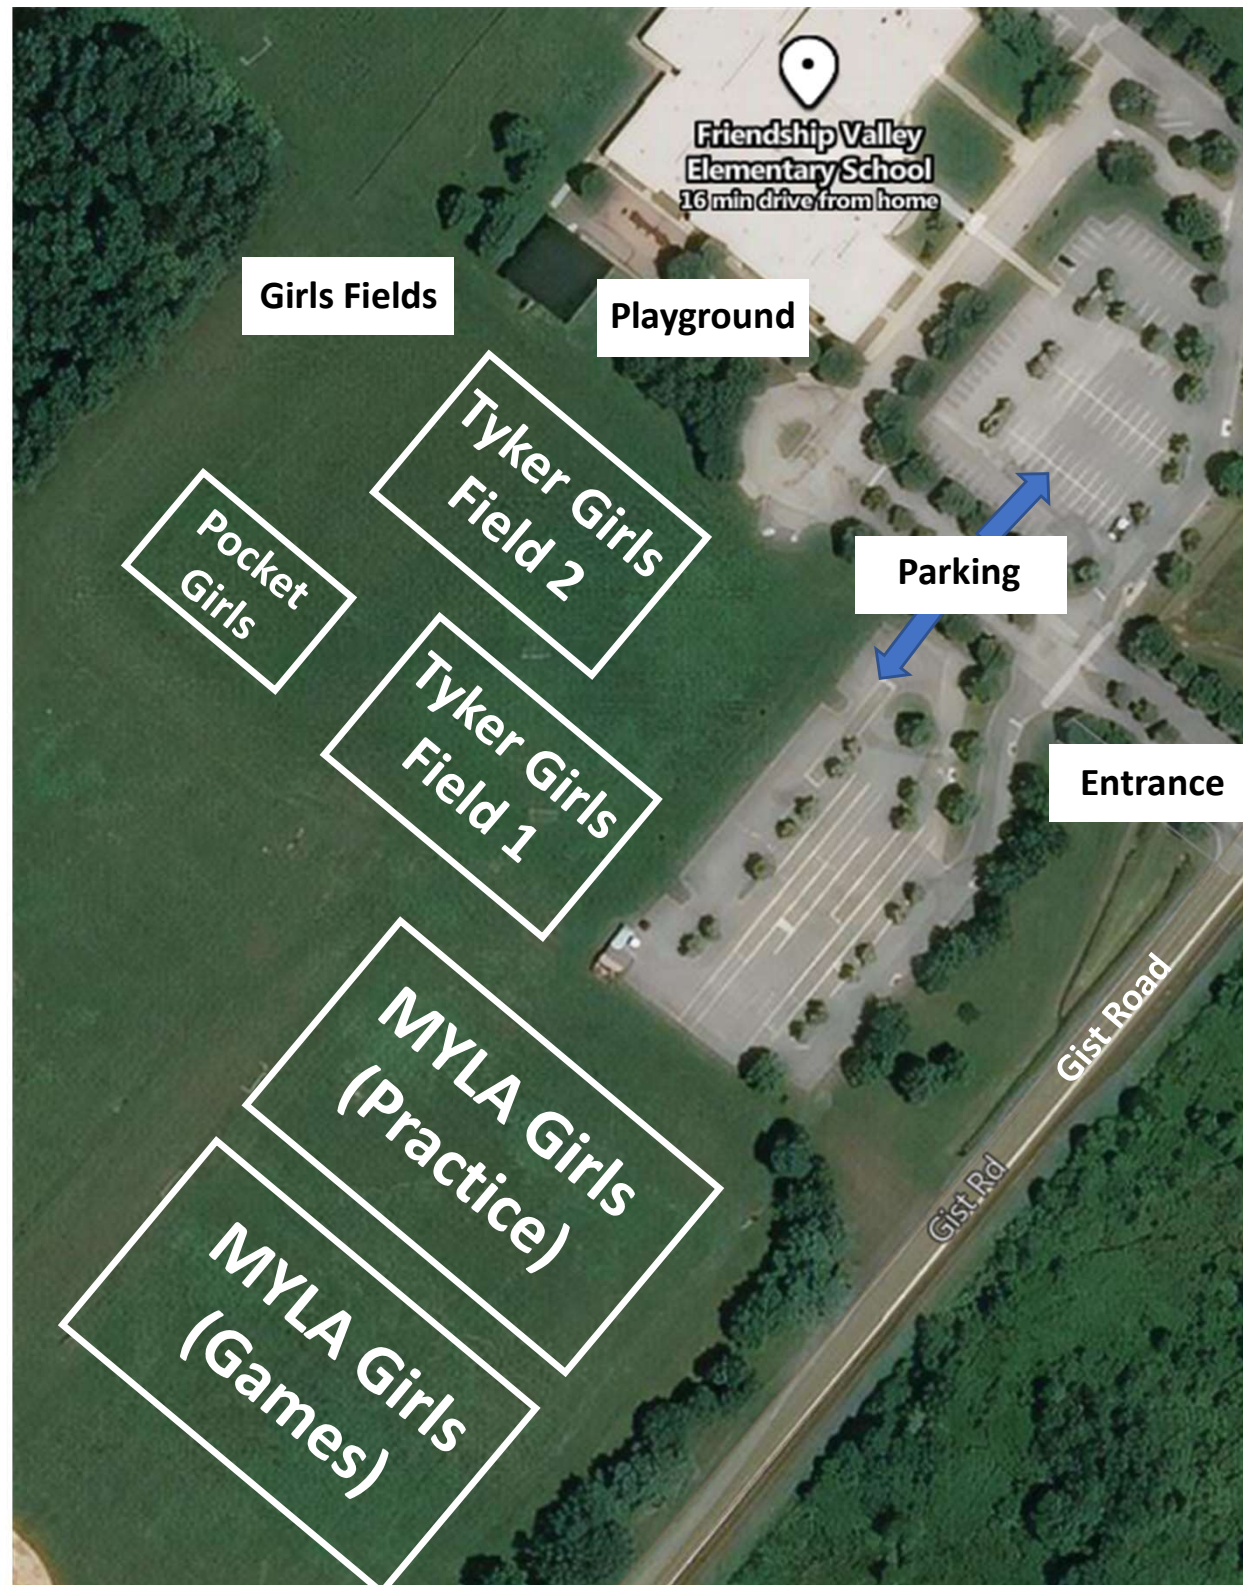 Friendship Valley
Elementary School
16 min drive from home
Girls Fields
Playground
Tyker Girls
Field 2
Pocket
Girls
Parking
Tyker Girls
Field 1
Entrance
Gist Road
MYLA Girls
(Practice)
Gist Rd
MYLA Girls
(Games)